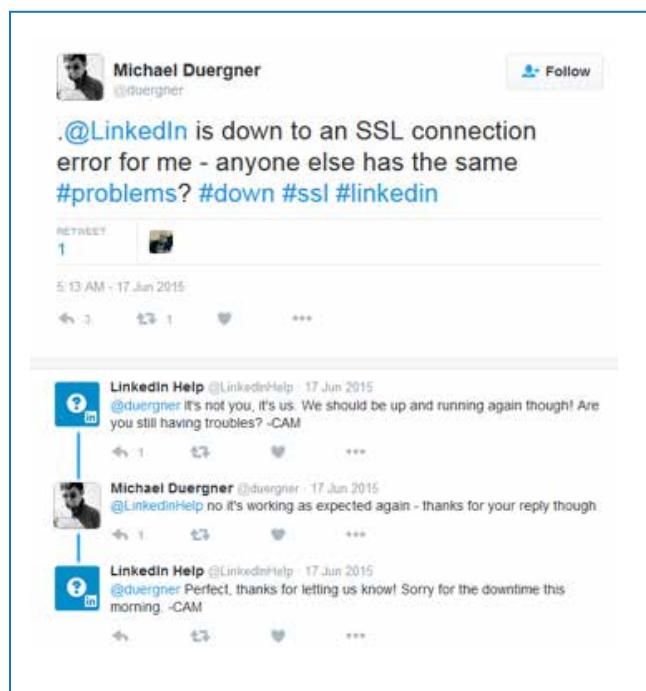 Michael Duergner
@duergner
Follow
.@LinkedIn is down to an SSL connection
error for me - anyone else has the same
#problems? #down #ssl #linkedin
RETWEET
1
5:13 AM - 17 Jun 2015
3 1
LinkedIn Help @LinkedInHelp · 17 Jun 2015
@duergner It's not you, it's us. We should be up and running again though! Are
you still having troubles? -CAM
1
Michael Duergner @duergner · 17 Jun 2015
@LinkedInHelp no it's working as expected again - thanks for your reply though
1
LinkedIn Help @LinkedInHelp · 17 Jun 2015
@duergner Perfect, thanks for letting us know! Sorry for the downtime this
morning. -CAM